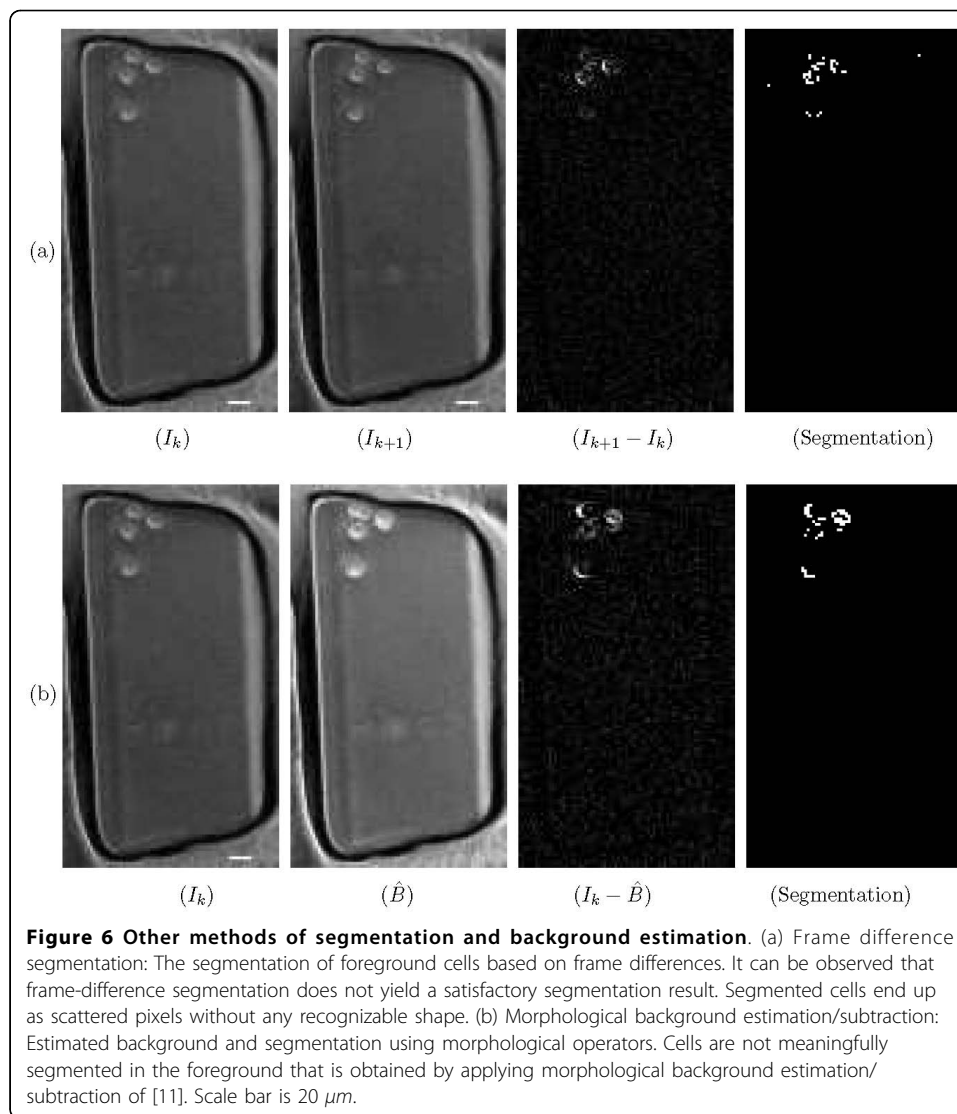 (a)
(I_k)
(I_{k+1})
(I_{k+1} − I_k)
(Segmentation)
(b)
(I_k)
(B̂)
(I_k − B̂)
(Segmentation)
Figure 6 Other methods of segmentation and background estimation. (a) Frame difference
segmentation: The segmentation of foreground cells based on frame differences. It can be observed that
frame-difference segmentation does not yield a satisfactory segmentation result. Segmented cells end up
as scattered pixels without any recognizable shape. (b) Morphological background estimation/subtraction:
Estimated background and segmentation using morphological operators. Cells are not meaningfully
segmented in the foreground that is obtained by applying morphological background estimation/
subtraction of [11]. Scale bar is 20 μm.